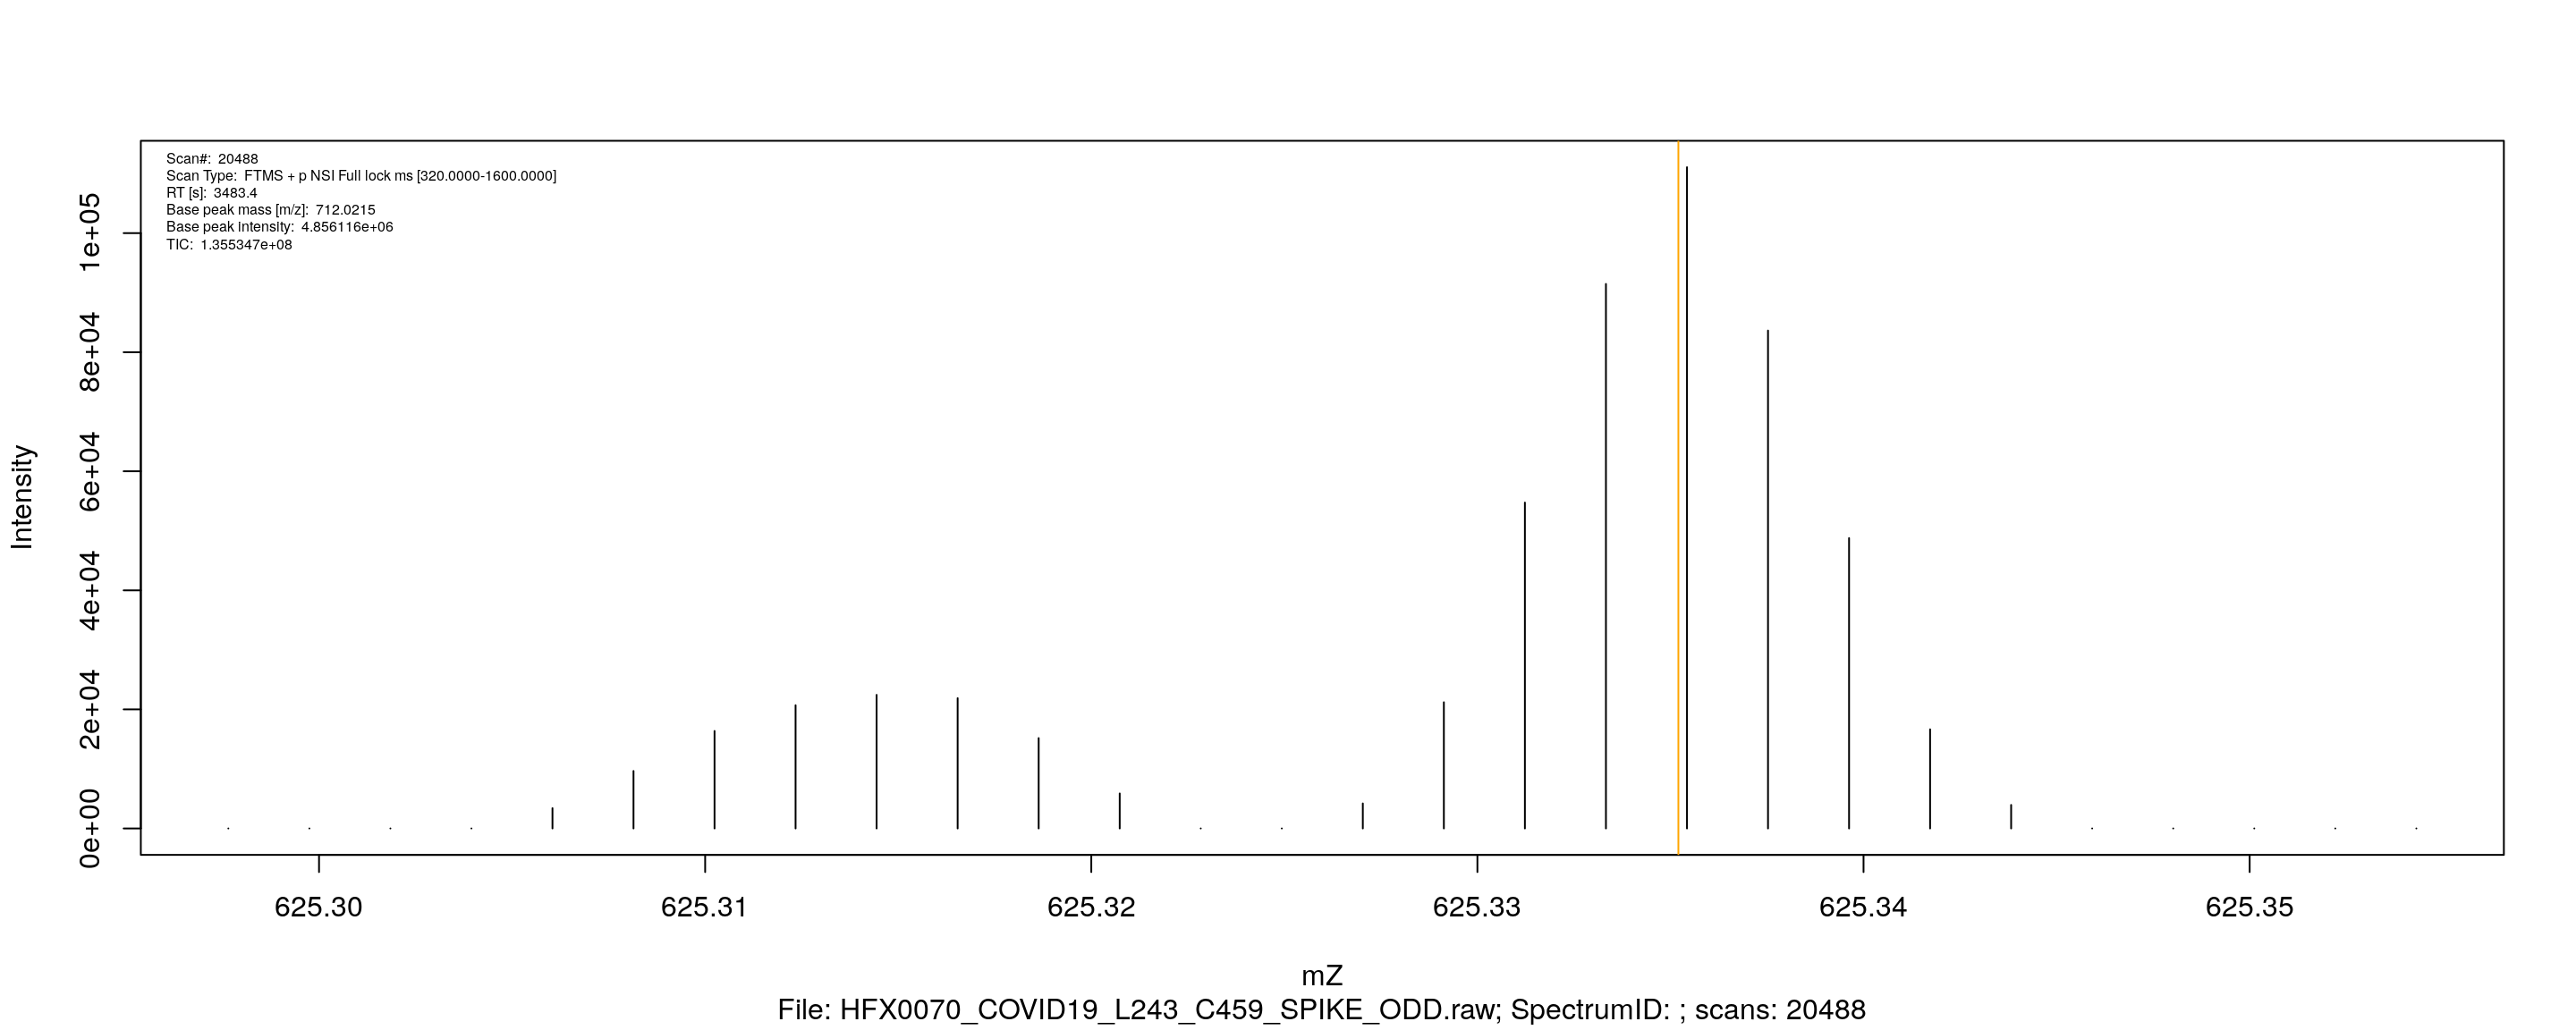 Scan#: 20488
Scan Type: FTMS + p NSI Full lock ms [320.0000-1600.0000]
RT [s]: 3483.4
Base peak mass [m/z]: 712.0215
Base peak intensity: 4.856116e+06
TIC: 1.355347e+08
1e+05
8e+04
6e+04
4e+04
2e+04
0e+00
Intensity
625.30 625.31 625.32 625.33 625.34 625.35
mZ
File: HFX0070_COVID19_L243_C459_SPIKE_ODD.raw; SpectrumID: ; scans: 20488